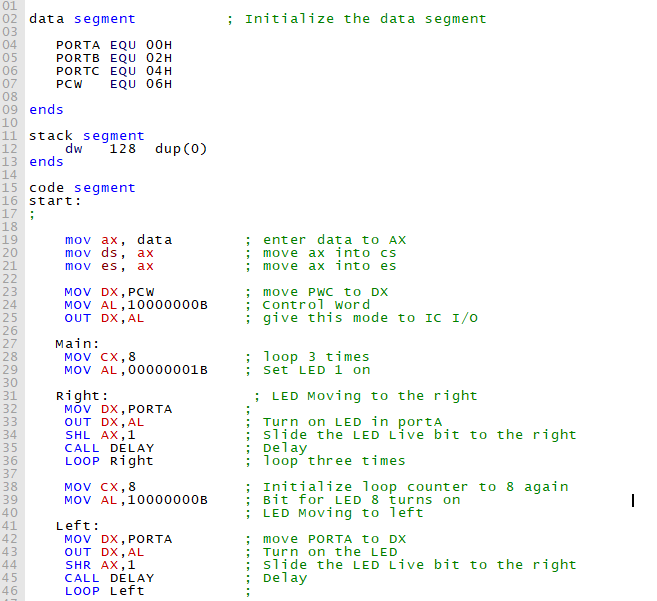 01
02 data segment          ; Initialize the data segment
03
04    PORTA EQU 00H
05    PORTB EQU 02H
06    PORTC EQU 04H
07    PCW   EQU 06H
08
09 ends
10
11 stack segment
12     dw   128  dup(0)
13 ends
14
15 code segment
16 start:
17 ;
18
19     mov ax, data        ; enter data to AX
20     mov ds, ax          ; move ax into cs
21     mov es, ax          ; move ax into es
22
23     MOV DX,PCW          ; move PWC to DX
24     MOV AL,10000000B    ; Control Word
25     OUT DX,AL           ; give this mode to IC I/O
26
27    Main:
28     MOV CX,8            ; loop 3 times
29     MOV AL,00000001B    ; Set LED 1 on
30
31    Right:                ; LED Moving to the right
32     MOV DX,PORTA        ;
33     OUT DX,AL           ; Turn on LED in portA
34     SHL AX,1            ; Slide the LED Live bit to the right
35     CALL DELAY          ; Delay
36     LOOP Right          ; loop three times
37
38     MOV CX,8            ; Initialize loop counter to 8 again
39     MOV AL,10000000B    ; Bit for LED 8 turns on
40                         ; LED Moving to left
41    Left:
42     MOV DX,PORTA        ; move PORTA to DX
43     OUT DX,AL           ; Turn on the LED
44     SHR AX,1            ; Slide the LED Live bit to the right
45     CALL DELAY          ; Delay
46     LOOP Left           ;